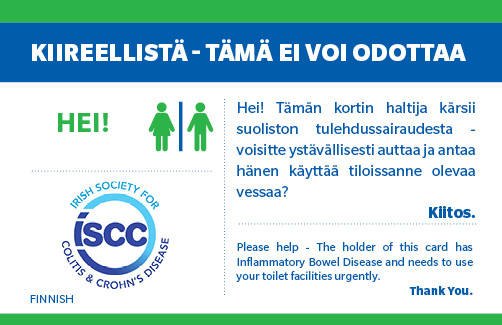 KIIREELLISTÄ - TÄMÄ EI VOI ODOTTAA
HEI!
Hei! Tämän kortin haltija kärsii
suoliston tulehdussairaudesta -
voisitte ystävällisesti auttaa ja antaa
hänen käyttää tiloissanne olevaa
vessaa?
Kiitos.
IRISH SOCIETY FOR
iscc
COLITIS & CROHN'S DISEASE
Please help - The holder of this card has
Inflammatory Bowel Disease and needs to use
your toilet facilities urgently.
Thank You.
FINNISH